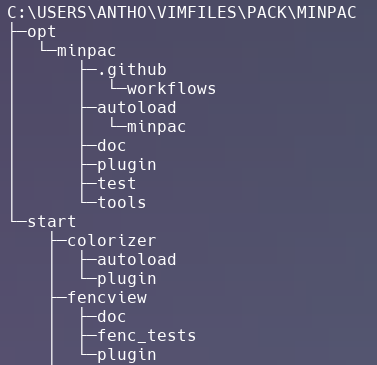 C:\USERS\ANTHO\VIMFILES\PACK\MINPAC
├─opt
│  └─minpac
│      ├─.github
│      │  └─workflows
│      ├─autoload
│      │  └─minpac
│      ├─doc
│      ├─plugin
│      ├─test
│      └─tools
└─start
    ├─colorizer
    │  ├─autoload
    │  └─plugin
    ├─fencview
    │  ├─doc
    │  ├─fenc_tests
    │  └─plugin